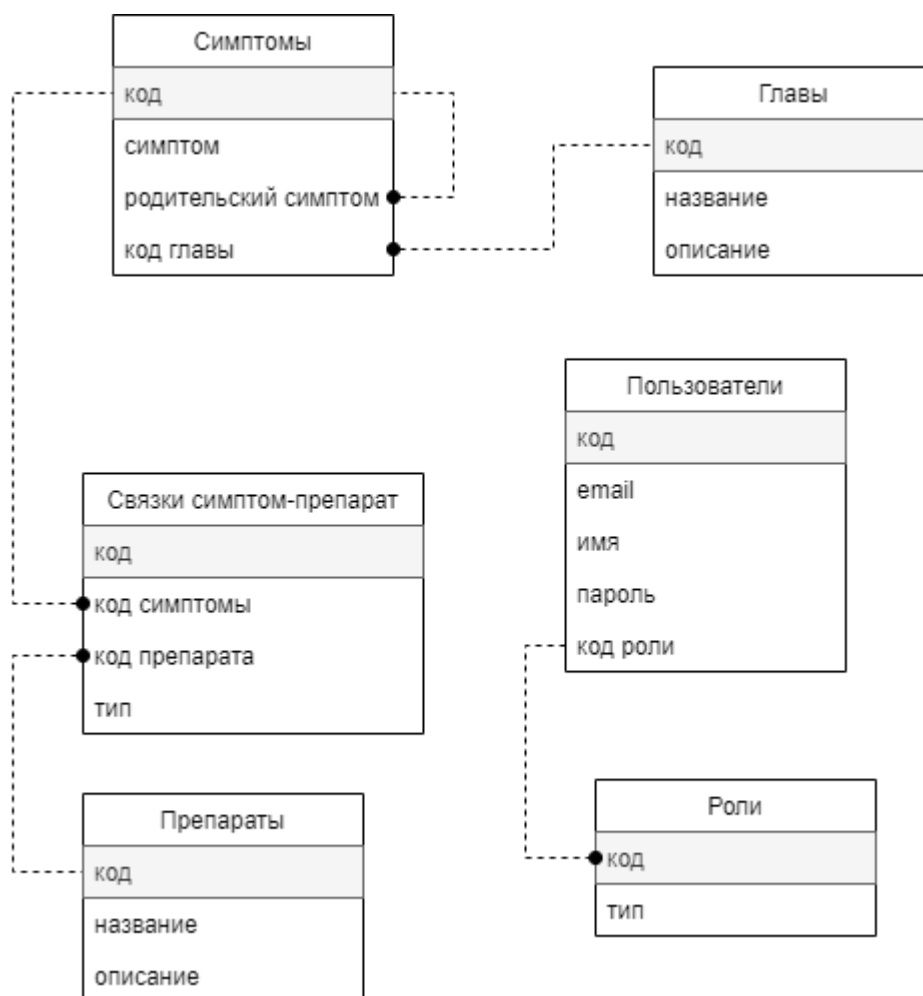 Симптомы
код
симптом
родительский симптом
код главы
Главы
код
название
описание
Пользователи
код
email
имя
пароль
код роли
Связки симптом-препарат
код
код симптомы
код препарата
тип
Препараты
код
название
описание
Роли
код
тип